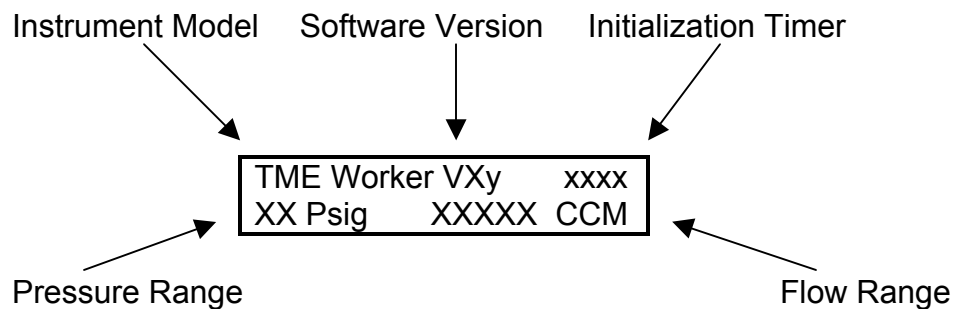 Instrument Model Software Version Initialization Timer
TME Worker VXy xxxx
XX Psig XXXXX CCM
Pressure Range Flow Range